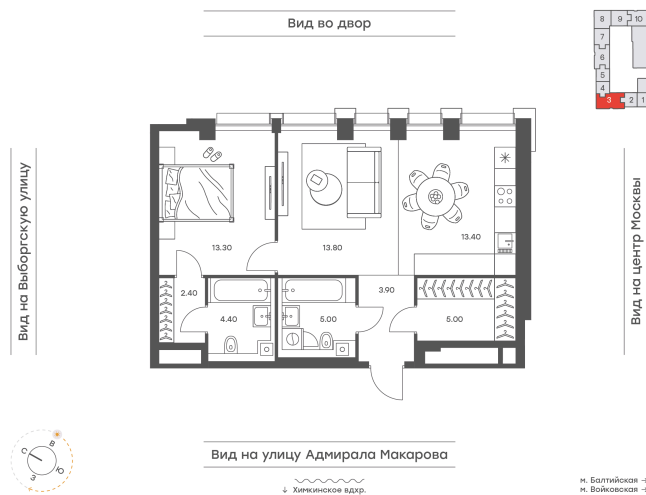 Вид во двор
8 9 10
7
6
5
4
3 2 1
Вид на Выборгскую улицу
Вид на центр Москвы
13.30
13.80
13.40
2.40
4.40
5.00
3.90
5.00
Вид на улицу Адмирала Макарова
↓ Химкинское вдхр.
С
В
Ю
З
м. Балтийская
м. Войковская